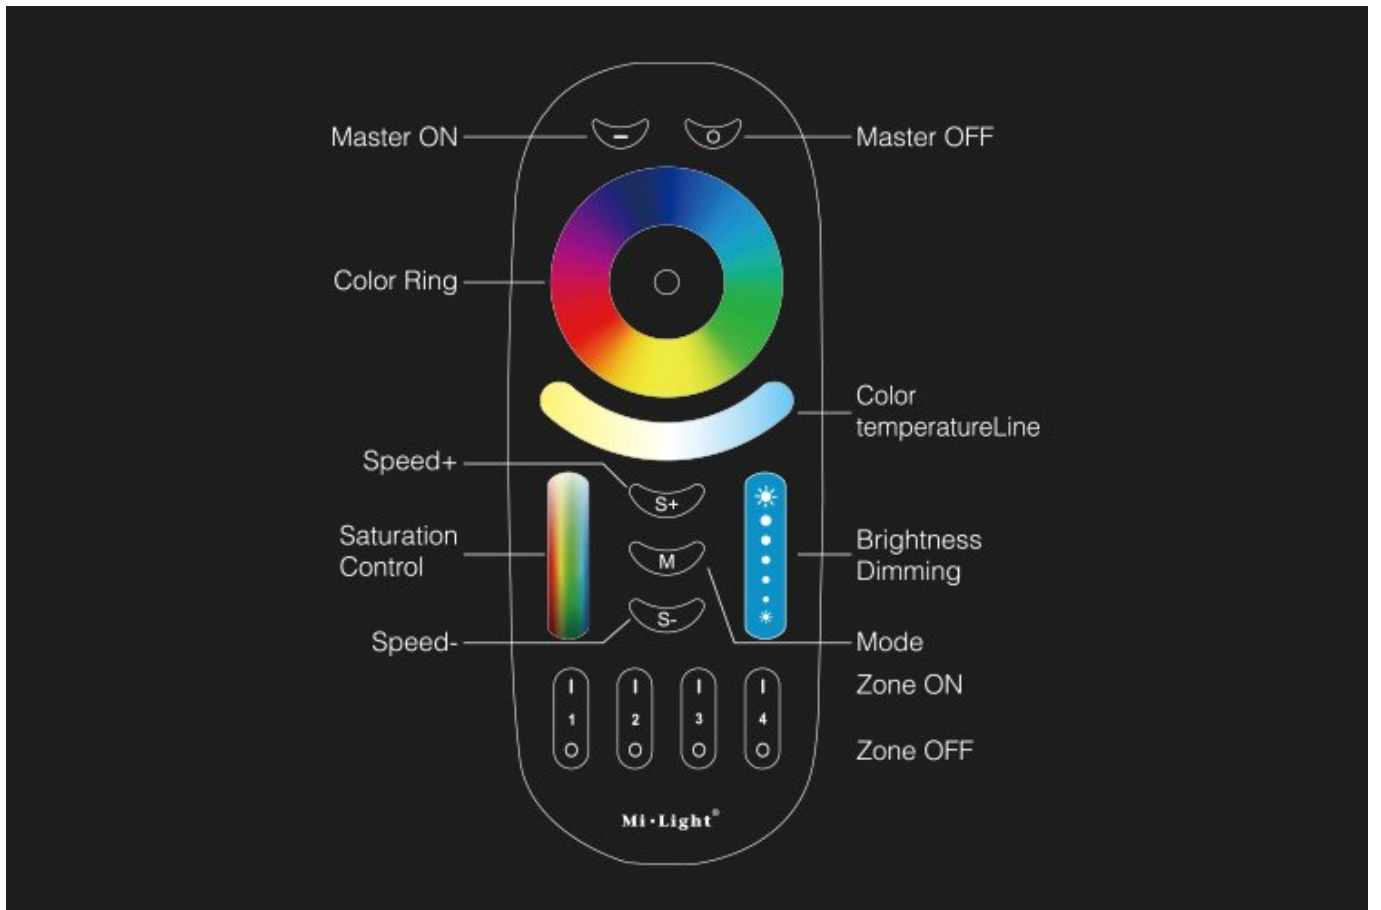 Master ON
Master OFF
Color Ring
Color
temperatureLine
Speed+
S+
Saturation
Control
M
Brightness
Dimming
S-
Speed-
Mode
Zone ON
1 2 3 4
Zone OFF
Mi·Light®